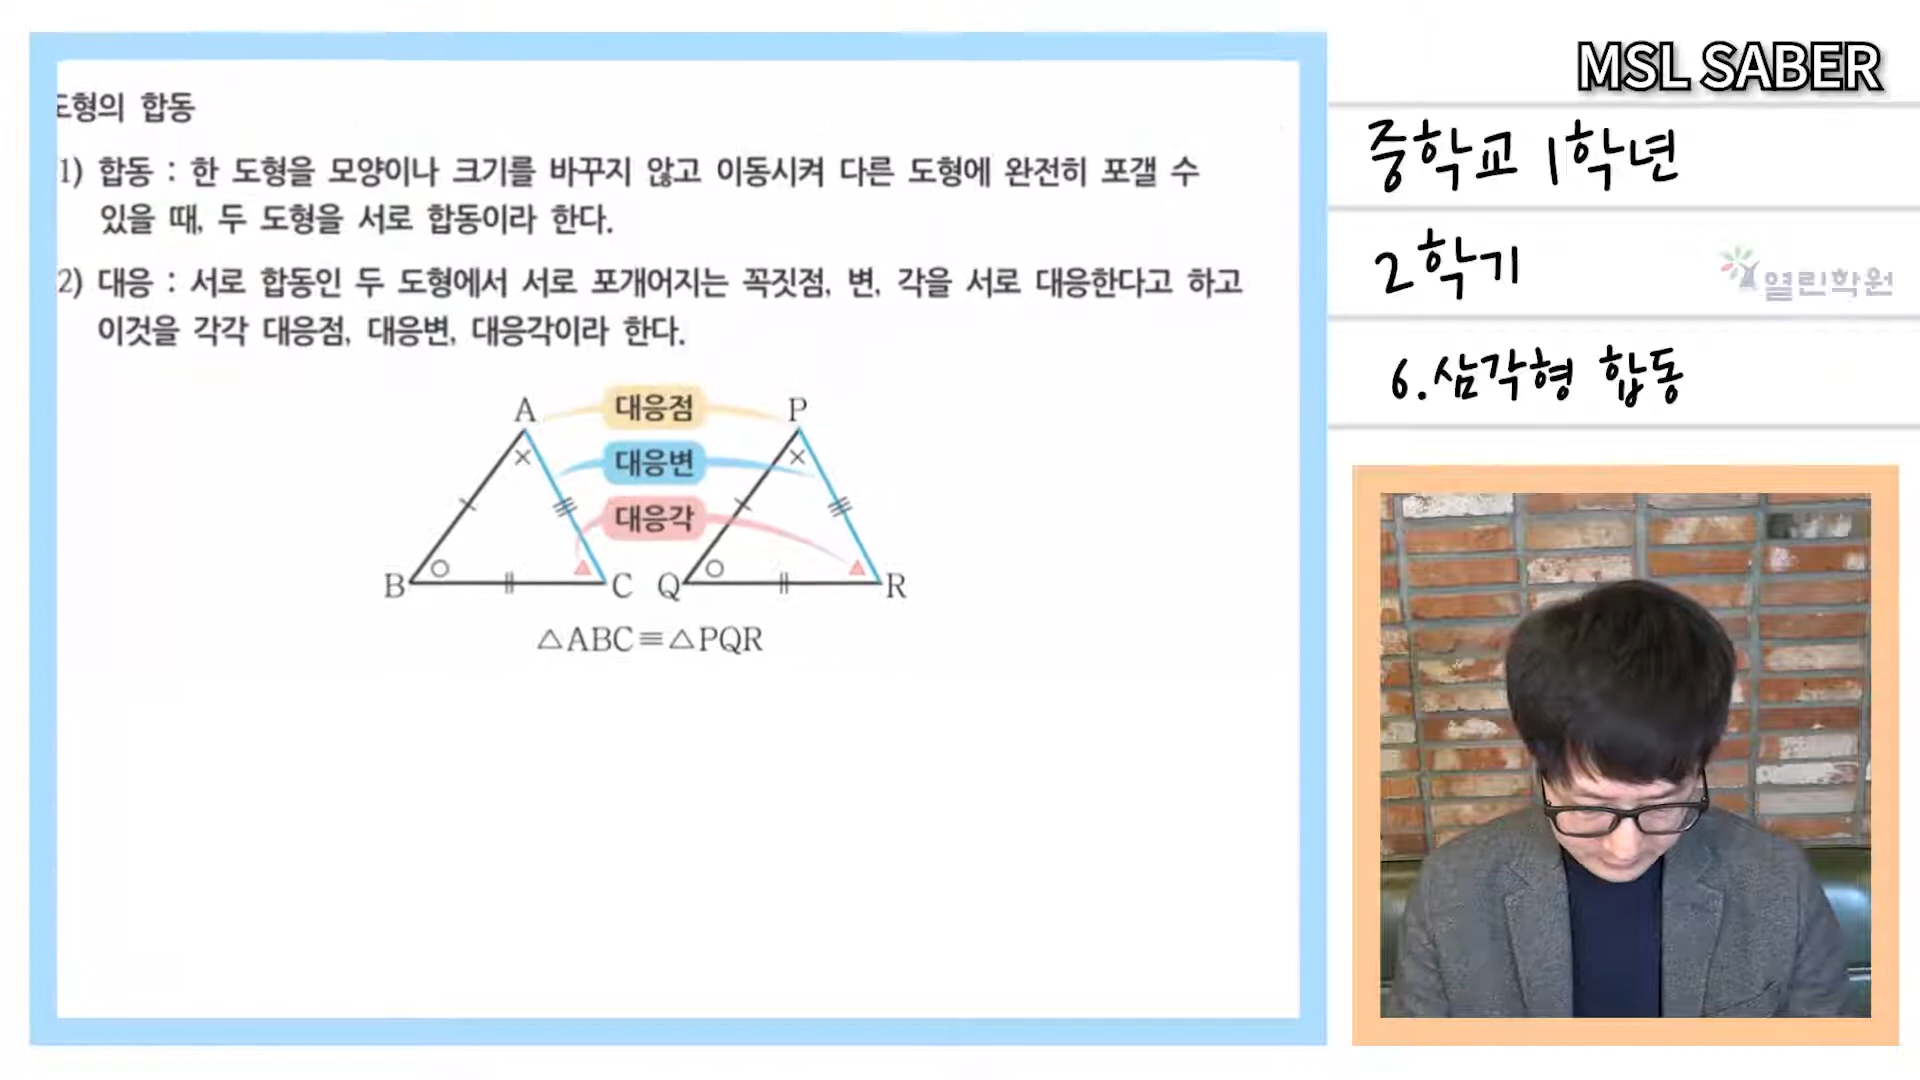 형의 합동
1) 합동 : 한 도형을 모양이나 크기를 바꾸지 않고 이동시켜 다른 도형에 완전히 포갤 수
있을 때, 두 도형을 서로 합동이라 한다.
2) 대응 : 서로 합동인 두 도형에서 서로 포개어지는 꼭짓점, 변, 각을 서로 대응한다고 하고
이것을 각각 대응점, 대응변, 대응각이라 한다.
A 대응점 P
대응변
대응각
B C Q R
△ABC≡△PQR
MSL SABER
중학교 1학년
2학기
열린학원
6. 삼각형 합동